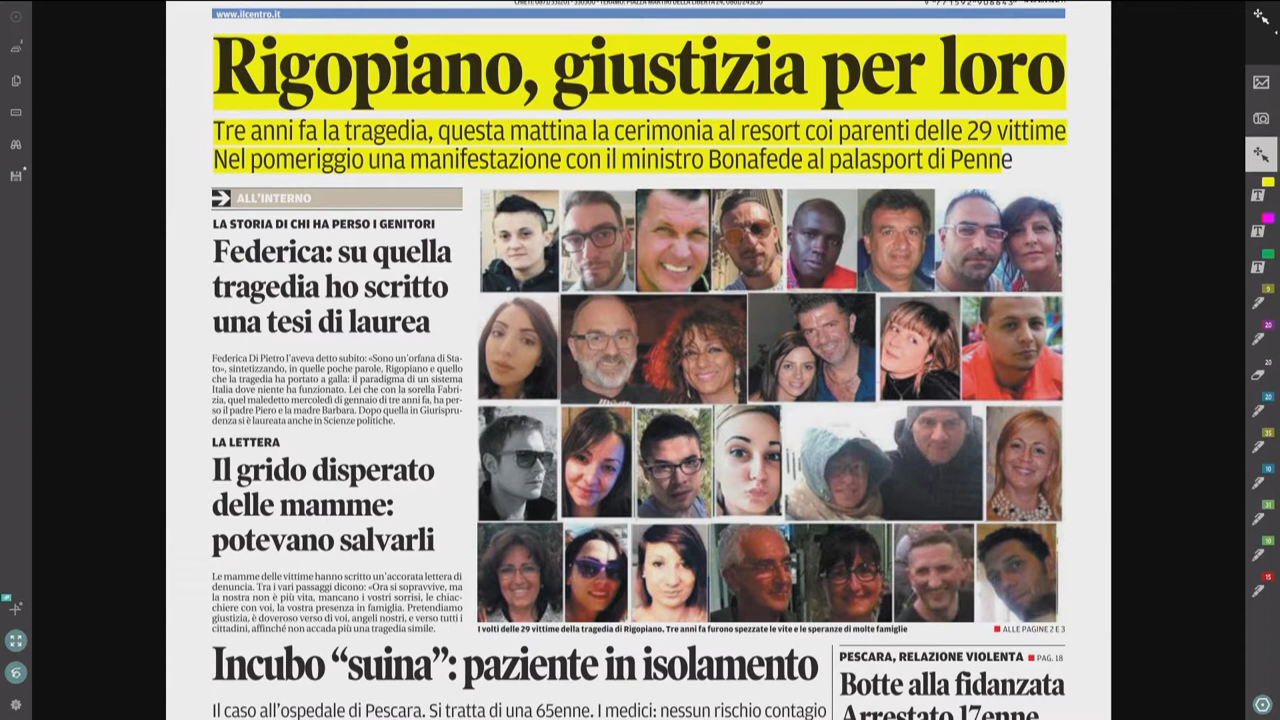 www.ilcentro.it
Rigopiano, giustizia per loro
Tre anni fa la tragedia, questa mattina la cerimonia al resort coi parenti delle 29 vittime
Nel pomeriggio una manifestazione con il ministro Bonafede al palasport di Penne
ALL'INTERNO
LA STORIA DI CHI HA PERSO I GENITORI
Federica: su quella
tragedia ho scritto
una tesi di laurea
Federica Di Pietro l'aveva detto subito: «Sono un'orfana di Sta-
to», sintetizzando, in quelle poche parole, Rigopiano e quello
che la tragedia ha portato a galla: il paradigma di un sistema
Italia dove niente ha funzionato. Lei che con la sorella Fabri-
zia, quel maledetto mercoledì di gennaio di tre anni fa, ha per-
so il padre Piero e la madre Barbara. Dopo quella in Giurispru-
denza si è laureata anche in Scienze politiche.
LA LETTERA
Il grido disperato
delle mamme:
potevano salvarli
Le mamme delle vittime hanno scritto un'accorata lettera di
denuncia. Tra i vari passaggi dicono: «Ora si sopravvive, ma
la nostra non è più vita, mancano i vostri sorrisi, le chiac-
chiere con voi, la vostra presenza in famiglia. Pretendiamo
giustizia, è doveroso verso di voi, angeli nostri, e verso tutti i
cittadini, affinché non accada più una tragedia simile.
I volti delle 29 vittime della tragedia di Rigopiano. Tre anni fa furono spezzate le vite e le speranze di molte famiglie
ALLE PAGINE 2 E 3
Incubo "suina": paziente in isolamento
Il caso all'ospedale di Pescara. Si tratta di una 65enne. I medici: nessun rischio contagio
PESCARA, RELAZIONE VIOLENTA PAG. 18
Botte alla fidanzata
Arrestato 17enne